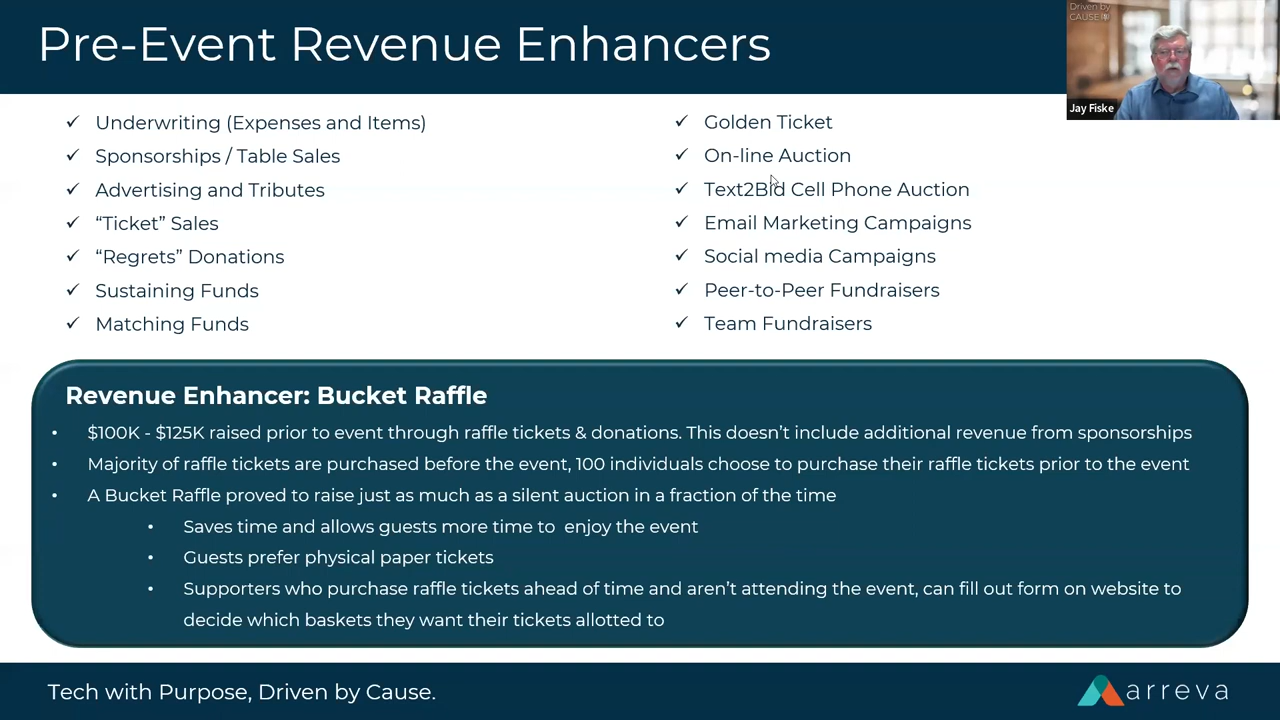 Pre-Event Revenue Enhancers
Driven by
CAUSE
Jay Fiske
✓ Underwriting (Expenses and Items)
✓ Sponsorships / Table Sales
✓ Advertising and Tributes
✓ “Ticket” Sales
✓ “Regrets” Donations
✓ Sustaining Funds
✓ Matching Funds
✓ Golden Ticket
✓ On-line Auction
✓ Text2Bid Cell Phone Auction
✓ Email Marketing Campaigns
✓ Social media Campaigns
✓ Peer-to-Peer Fundraisers
✓ Team Fundraisers
Revenue Enhancer: Bucket Raffle
• $100K - $125K raised prior to event through raffle tickets & donations. This doesn’t include additional revenue from sponsorships
• Majority of raffle tickets are purchased before the event, 100 individuals choose to purchase their raffle tickets prior to the event
• A Bucket Raffle proved to raise just as much as a silent auction in a fraction of the time
• Saves time and allows guests more time to enjoy the event
• Guests prefer physical paper tickets
• Supporters who purchase raffle tickets ahead of time and aren’t attending the event, can fill out form on website to
decide which baskets they want their tickets allotted to
Tech with Purpose, Driven by Cause.
arreva